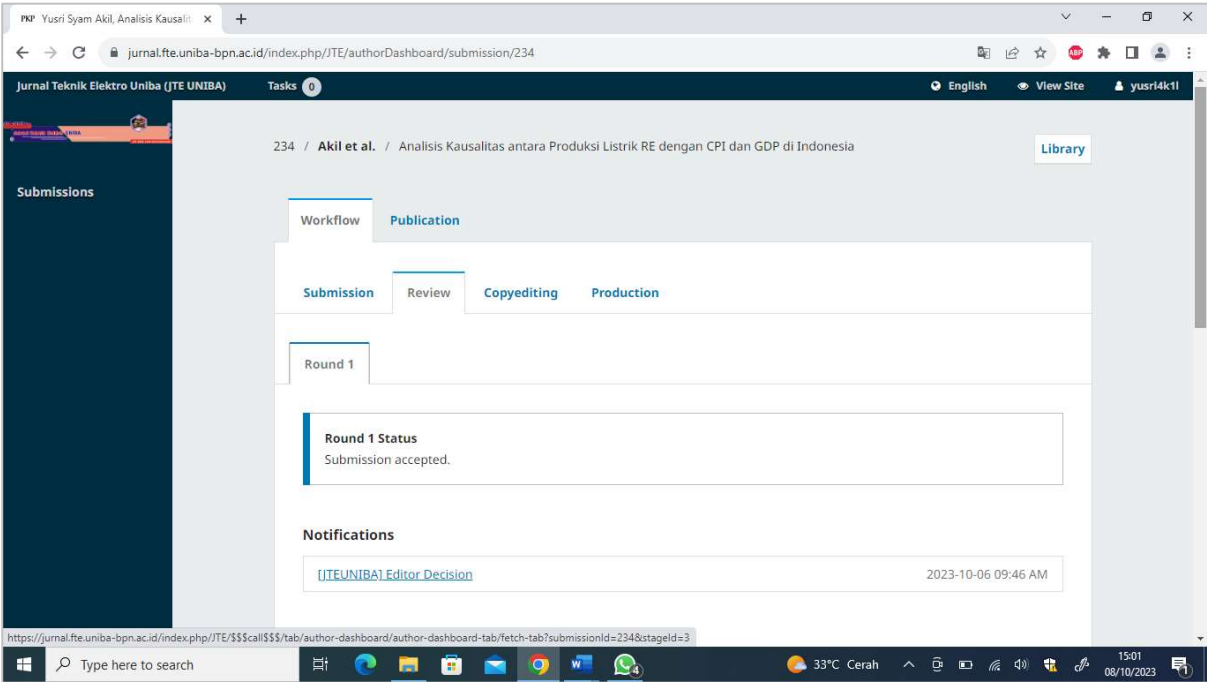 PKP Yusri Syam Akil, Analisis Kausalit
jurnal.fte.uniba-bpn.ac.id/index.php/JTE/authorDashboard/submission/234
ABP
Jurnal Teknik Elektro Uniba (JTE UNIBA) Tasks 0 English View Site yusri4k1l
234 / Akil et al. / Analisis Kausalitas antara Produksi Listrik RE dengan CPI dan GDP di Indonesia
Library
Submissions
Workflow Publication
Submission Review Copyediting Production
Round 1
Round 1 Status
Submission accepted.
Notifications
[JTEUNIBA] Editor Decision 2023-10-06 09:46 AM
https://jurnal.fte.uniba-bpn.ac.id/index.php/JTE/$$$call$$$/tab/author-dashboard/author-dashboard-tab/fetch-tab?submissionId=234&stageId=3
Type here to search
W
4
33°C Cerah
15:01
08/10/2023
1